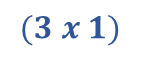 (3 x 1)